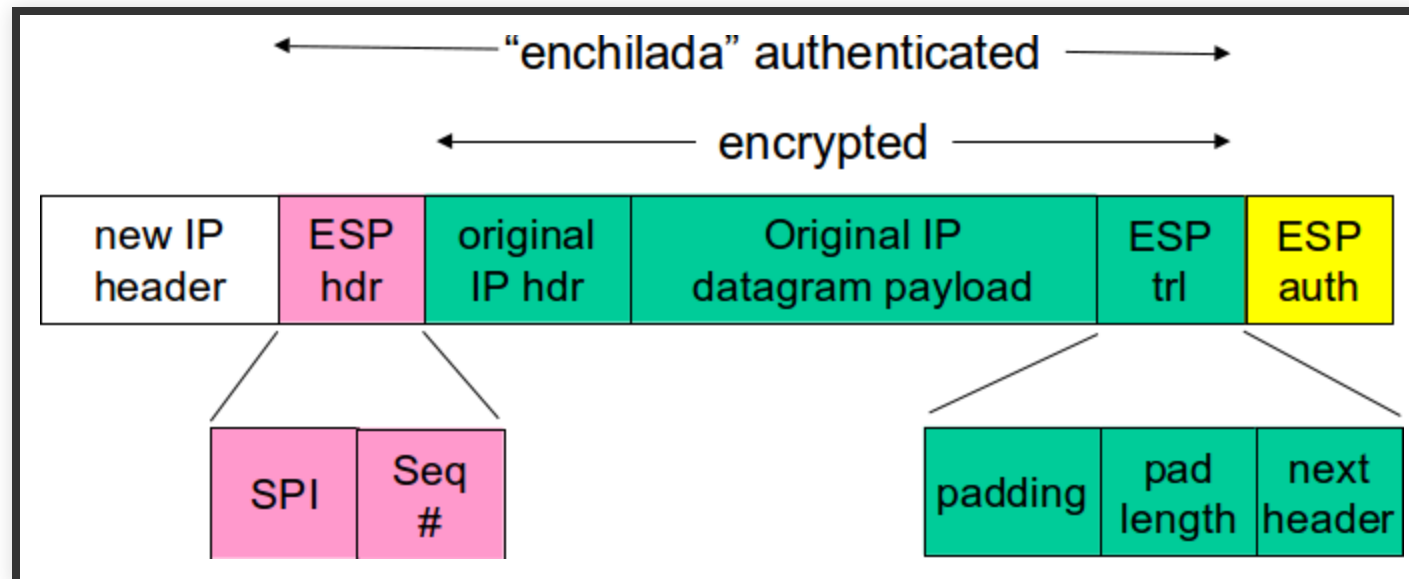 “enchilada” authenticated
encrypted
new IP
header
ESP
hdr
original
IP hdr
Original IP
datagram payload
ESP
trl
ESP
auth
SPI
Seq
#
padding
pad
length
next
header